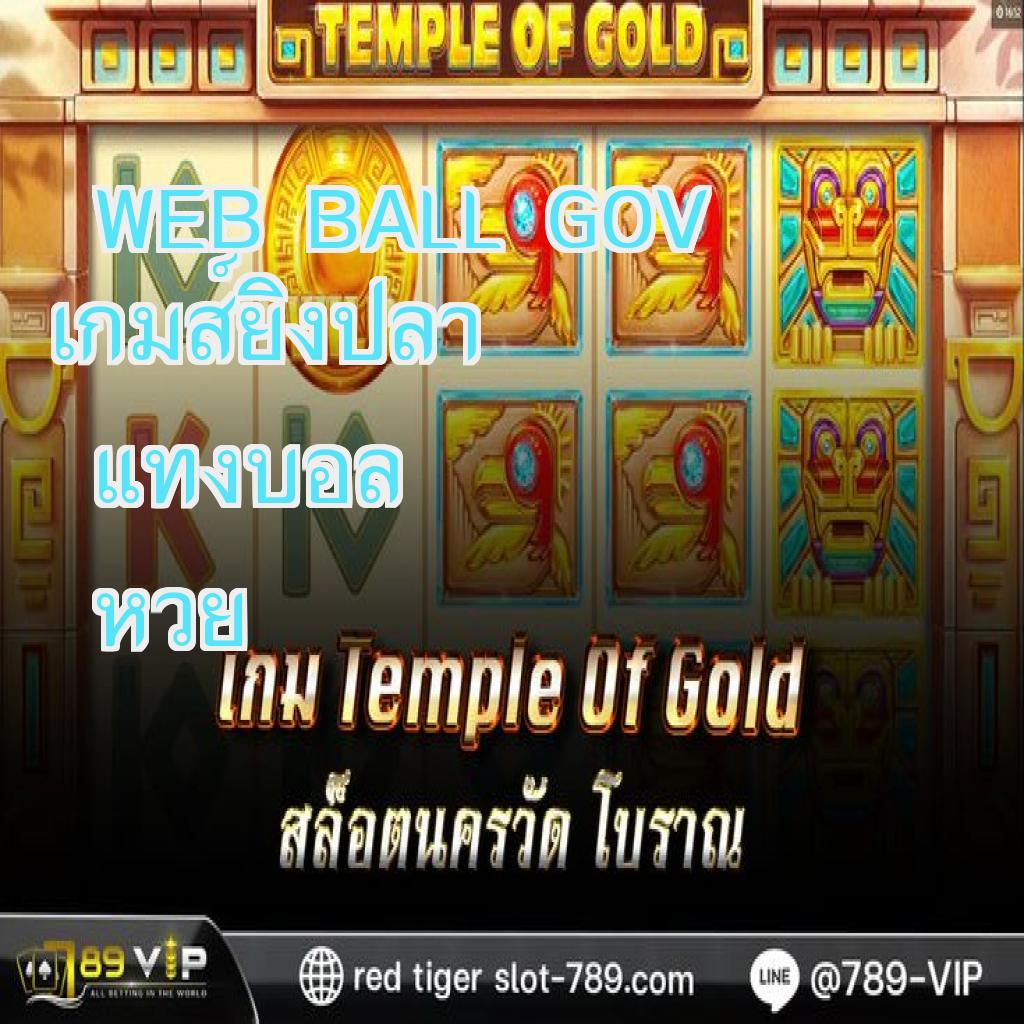 TEMPLE OF GOLD
WEB BALL GOV
เกมส์ยิงปลา
แทงบอล
หวย
เกม Temple Of Gold
สล็อตนครวัด โบราณ
789 VIP
ALL BETTING IN THE WORLD
red tiger slot-789.com
LINE @789-VIP